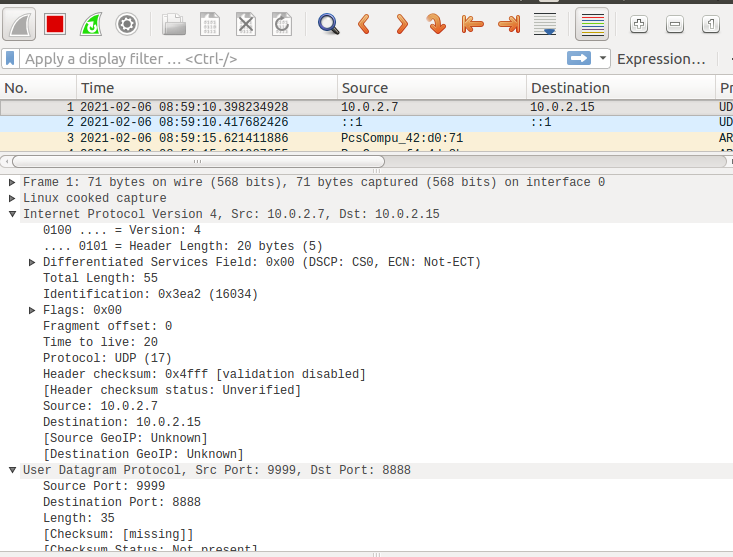 Apply a display filter … <Ctrl-/> Expression…
No. Time Source Destination
1 2021-02-06 08:59:10.398234928 10.0.2.7 10.0.2.15 UD
2 2021-02-06 08:59:10.417682426 ::1 ::1 UD
3 2021-02-06 08:59:15.621411886 PcsCompu_42:d0:71 AR
Frame 1: 71 bytes on wire (568 bits), 71 bytes captured (568 bits) on interface 0
Linux cooked capture
Internet Protocol Version 4, Src: 10.0.2.7, Dst: 10.0.2.15
0100 .... = Version: 4
.... 0101 = Header Length: 20 bytes (5)
Differentiated Services Field: 0x00 (DSCP: CS0, ECN: Not-ECT)
Total Length: 55
Identification: 0x3ea2 (16034)
Flags: 0x00
Fragment offset: 0
Time to live: 20
Protocol: UDP (17)
Header checksum: 0x4fff [validation disabled]
[Header checksum status: Unverified]
Source: 10.0.2.7
Destination: 10.0.2.15
[Source GeoIP: Unknown]
[Destination GeoIP: Unknown]
User Datagram Protocol, Src Port: 9999, Dst Port: 8888
Source Port: 9999
Destination Port: 8888
Length: 35
[Checksum: [missing]]
[Checksum Status: Not present]